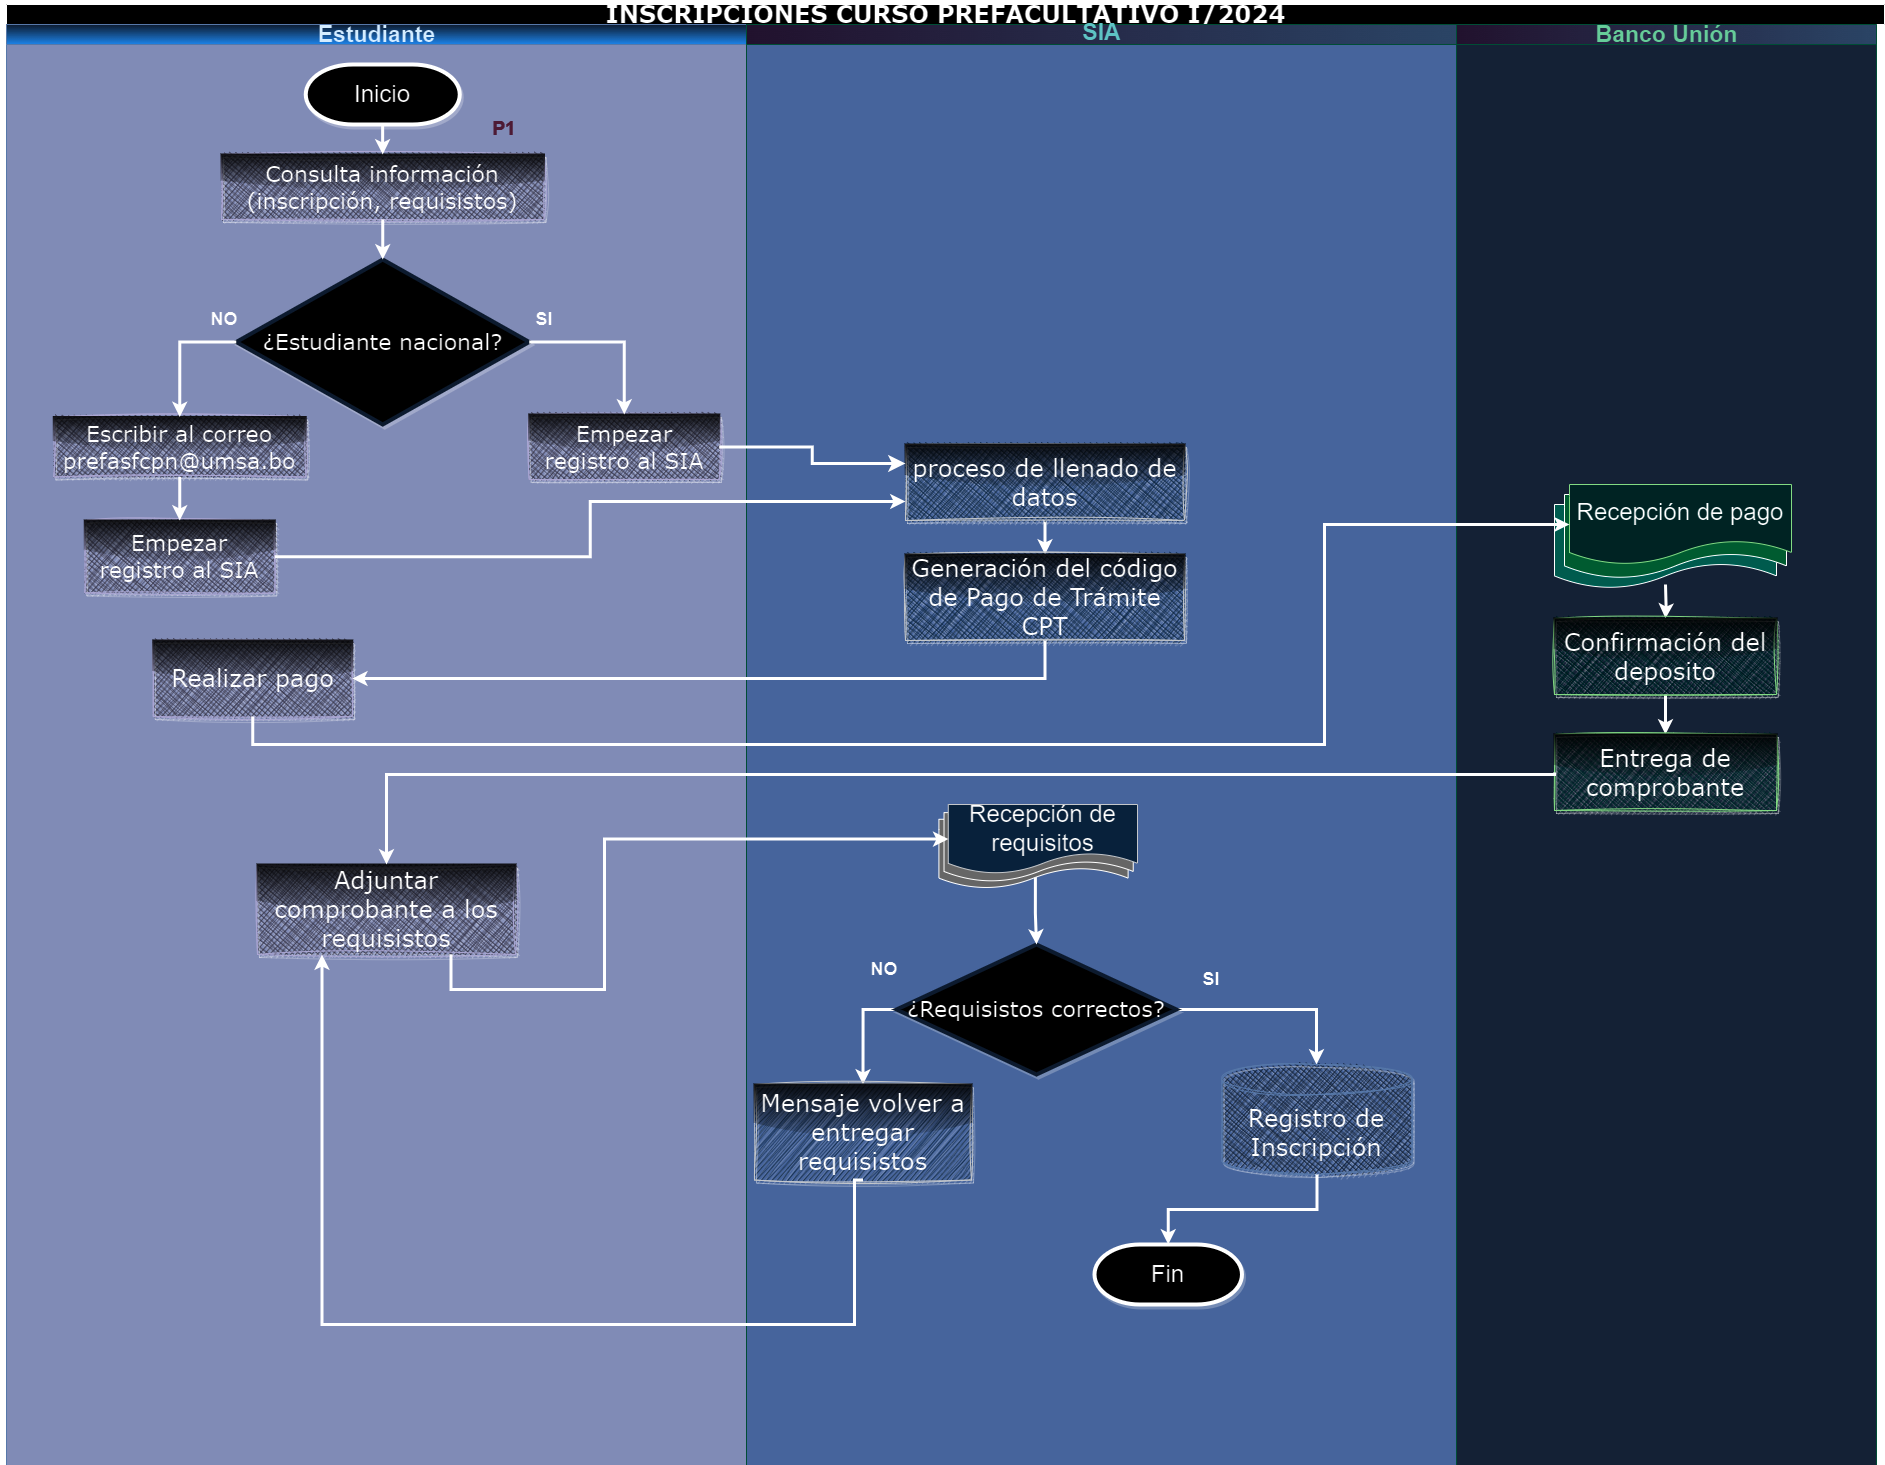 INSCRIPCIONES CURSO PREFACULTATIVO I/2024
Estudiante
SIA
Banco Unión
Inicio
P1
Consulta información
(inscripción, requisistos)
NO
SI
¿Estudiante nacional?
Escribir al correo
prefasfcpn@umsa.bo
Empezar
registro al SIA
proceso de llenado de
datos
Recepción de pago
Empezar
registro al SIA
Generación del código
de Pago de Trámite
CPT
Realizar pago
Confirmación del
deposito
Entrega de
comprobante
Recepción de
requisitos
Adjuntar
comprobante a los
requisistos
NO
SI
¿Requisistos correctos?
Mensaje volver a
entregar
requisistos
Registro de
Inscripción
Fin